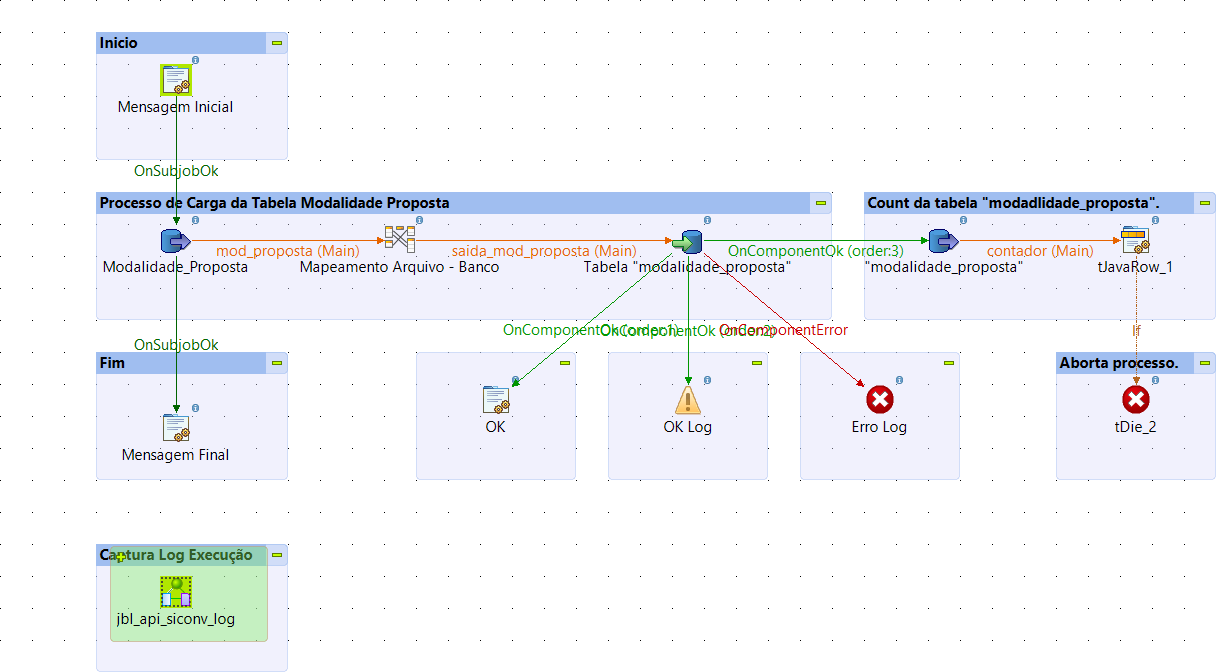 Inicio
Mensagem Inicial
OnSubjobOk
Processo de Carga da Tabela Modalidade Proposta
Count da tabela "modadlidade_proposta".
mod_proposta (Main)
saida_mod_proposta (Main)
OnComponentOk (order:3)
contador (Main)
Modalidade_Proposta
Mapeamento Arquivo - Banco
Tabela "modalidade_proposta"
"modalidade_proposta"
tJavaRow_1
OnComponentOk (order:1)
OnComponentOk (order:2)
OnComponentError
If
OnSubjobOk
Fim
Aborta processo.
OK
OK Log
Erro Log
tDie_2
Mensagem Final
Captura Log Execução
jbl_api_siconv_log